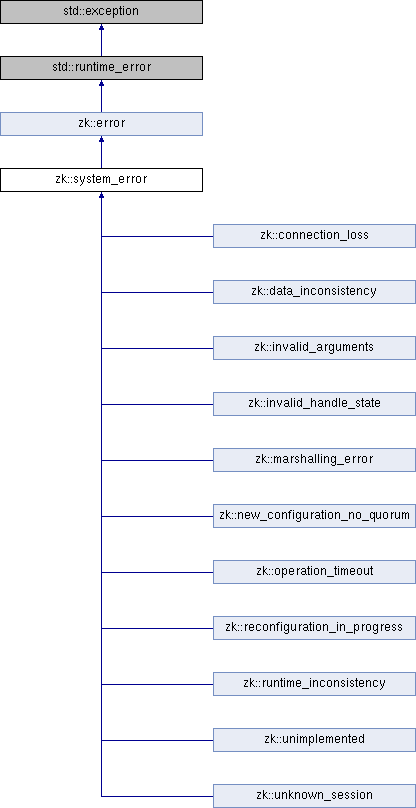 std::exception
std::runtime_error
zk::error
zk::system_error
zk::connection_loss
zk::data_inconsistency
zk::invalid_arguments
zk::invalid_handle_state
zk::marshalling_error
zk::new_configuration_no_quorum
zk::operation_timeout
zk::reconfiguration_in_progress
zk::runtime_inconsistency
zk::unimplemented
zk::unknown_session